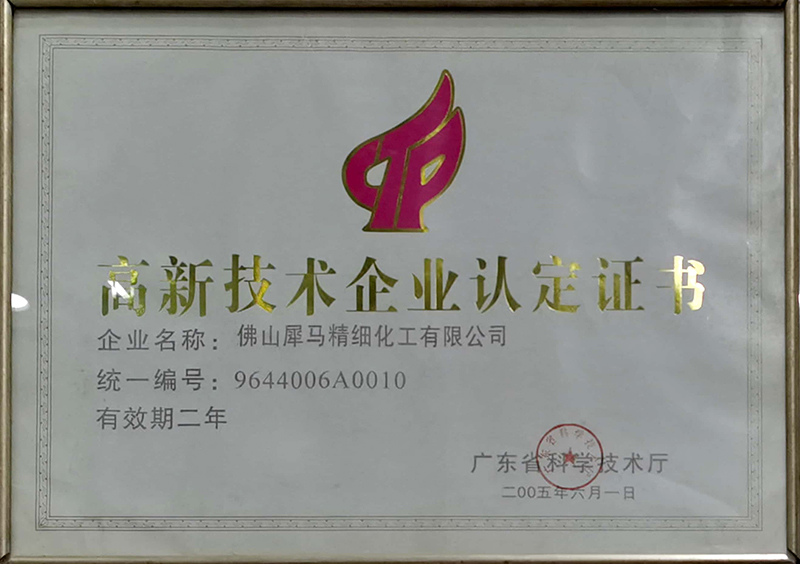 高新技术企业认定证书
企业名称：佛山犀马精细化工有限公司
统一编号：9644006A0010
有效期二年
广东省科学技术厅
二00五年六月一日